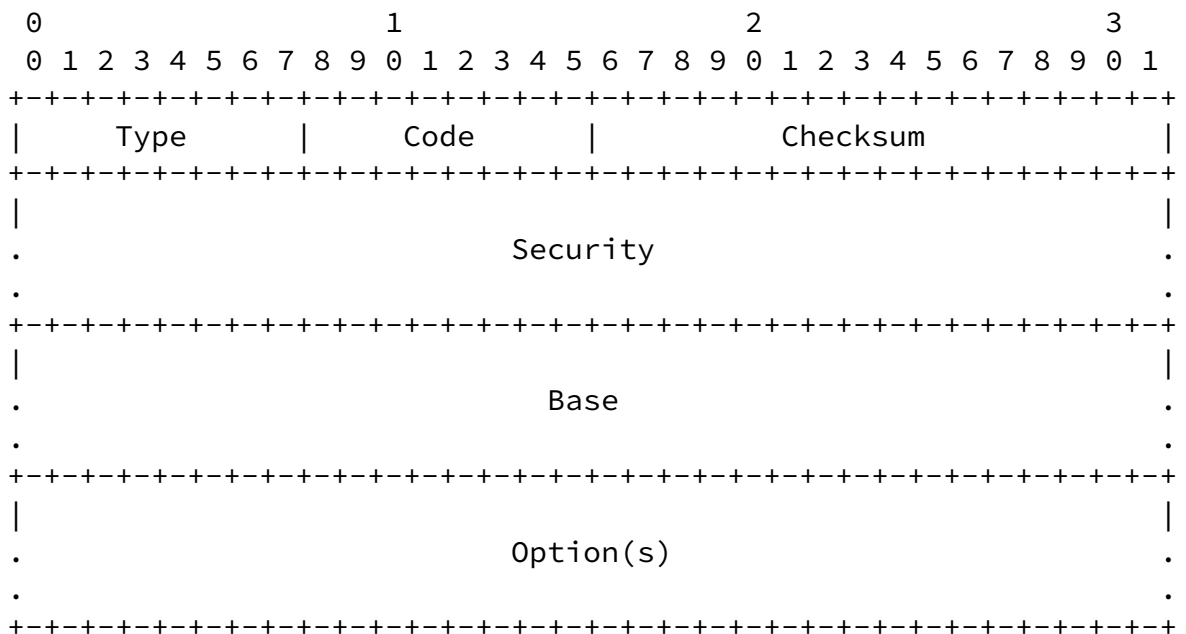 0                   1                   2                   3
 0 1 2 3 4 5 6 7 8 9 0 1 2 3 4 5 6 7 8 9 0 1 2 3 4 5 6 7 8 9 0 1
+-+-+-+-+-+-+-+-+-+-+-+-+-+-+-+-+-+-+-+-+-+-+-+-+-+-+-+-+-+-+-+-+
|     Type      |     Code      |          Checksum             |
+-+-+-+-+-+-+-+-+-+-+-+-+-+-+-+-+-+-+-+-+-+-+-+-+-+-+-+-+-+-+-+-+
|                                                               |
.                           Security                            .
.                                                               .
+-+-+-+-+-+-+-+-+-+-+-+-+-+-+-+-+-+-+-+-+-+-+-+-+-+-+-+-+-+-+-+-+
|                                                               |
.                             Base                              .
.                                                               .
+-+-+-+-+-+-+-+-+-+-+-+-+-+-+-+-+-+-+-+-+-+-+-+-+-+-+-+-+-+-+-+-+
|                                                               |
.                           Option(s)                           .
.                                                               .
+-+-+-+-+-+-+-+-+-+-+-+-+-+-+-+-+-+-+-+-+-+-+-+-+-+-+-+-+-+-+-+-+